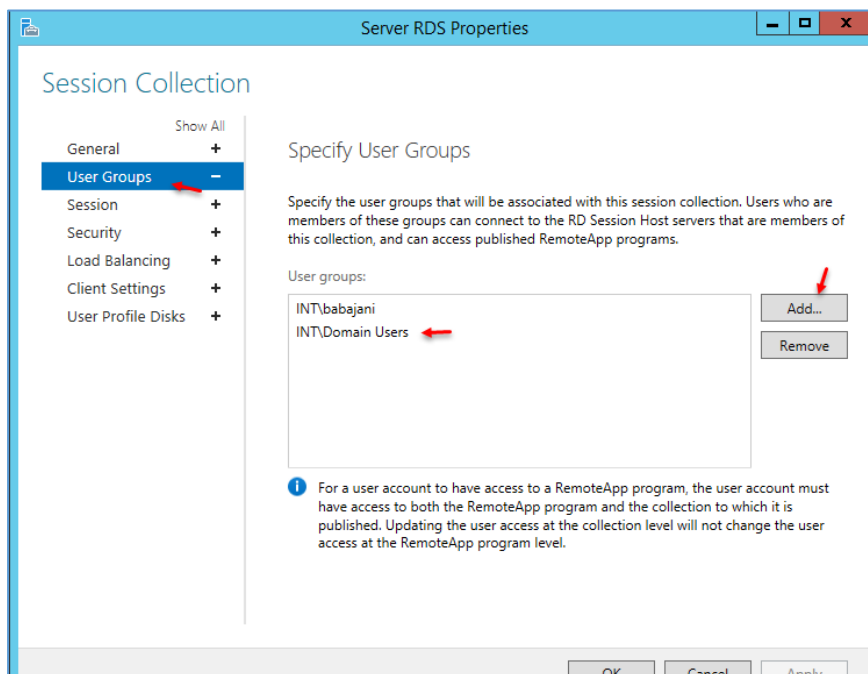 Server RDS Properties
Session Collection
Show All
General +
User Groups –
Session +
Security +
Load Balancing +
Client Settings +
User Profile Disks +
Specify User Groups
Specify the user groups that will be associated with this session collection. Users who are
members of these groups can connect to the RD Session Host servers that are members of
this collection, and can access published RemoteApp programs.
User groups:
INT\babajani
INT\Domain Users
Add...
Remove
For a user account to have access to a RemoteApp program, the user account must
have access to both the RemoteApp program and the collection to which it is
published. Updating the user access at the collection level will not change the user
access at the RemoteApp program level.
OK Cancel Apply